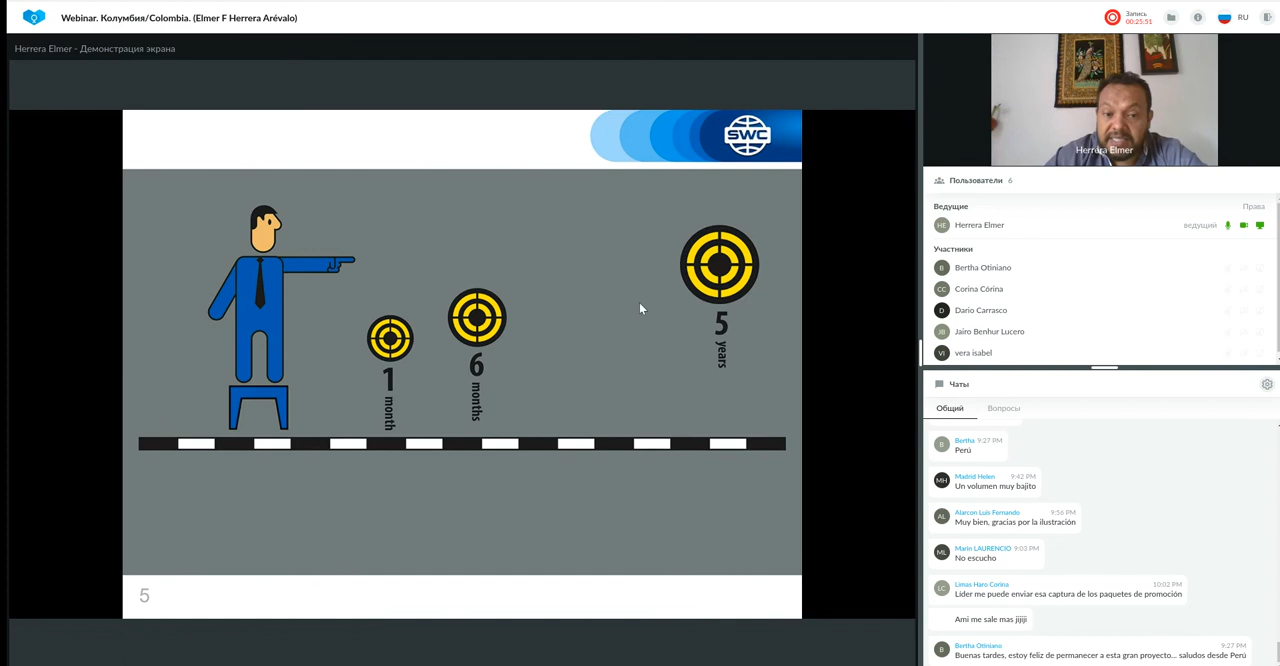 Webinar. Колумбия/Colombia. (Elmer F Herrera Arévalo)
Запись
00:25:51
RU
Herrera Elmer - Демонстрация экрана
SWC
1
month
6
months
5
years
5
Herrera Elmer
Пользователи 6
Ведущие
Права
HE
Herrera Elmer
ведущий
Участники
B
Bertha Otiniano
CC
Corina Córina
D
Dario Carrasco
JB
Jairo Benhur Lucero
VI
vera isabel
Чаты
Общий
Вопросы
B
Bertha 9:27 PM
Perú
MH
Madrid Helen 9:42 PM
Un volumen muy bajito
AL
Alarcon Luis Fernando 9:56 PM
Muy bien, gracias por la ilustración
ML
Marin LAURENCIO 9:03 PM
No escucho
LC
Limas Haro Corina 10:02 PM
Líder me puede enviar esa captura de los paquetes de promoción
Ami me sale mas jijiji
B
Bertha Otiniano 9:27 PM
Buenas tardes, estoy feliz de permanecer a esta gran proyecto... saludos desde Perú